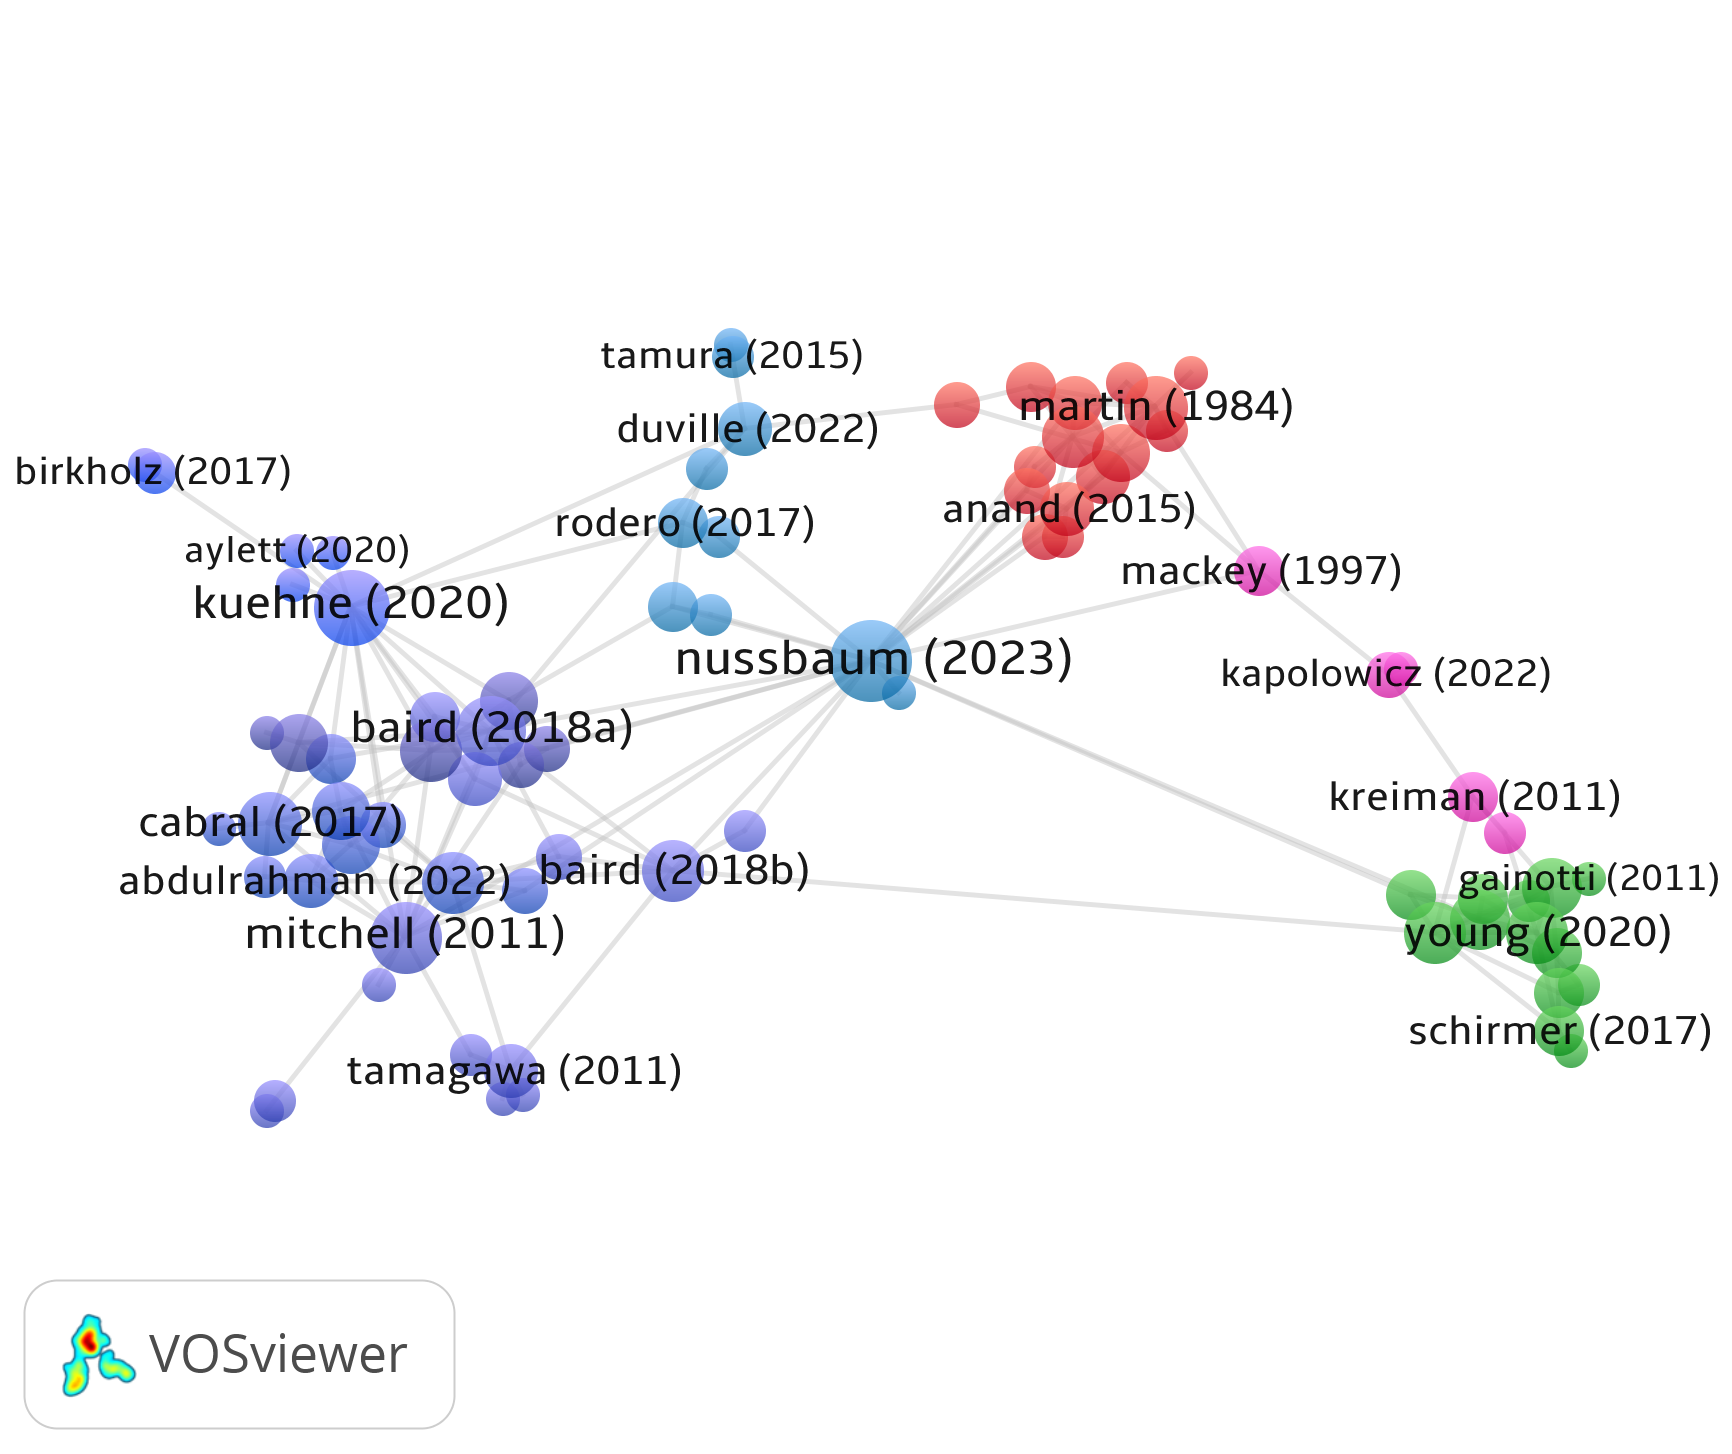 tamura (2015)
martin (1984)
duville (2022)
birkholz (2017)
anand (2015)
rodero (2017)
aylett (2020)
mackey (1997)
kuehne (2020)
nussbaum (2023)
kapolowicz (2022)
baird (2018a)
kreiman (2011)
cabral (2017)
baird (2018b)
abdulrahman (2022)
gainotti (2011)
mitchell (2011)
young (2020)
schirmer (2017)
tamagawa (2011)
VOSviewer